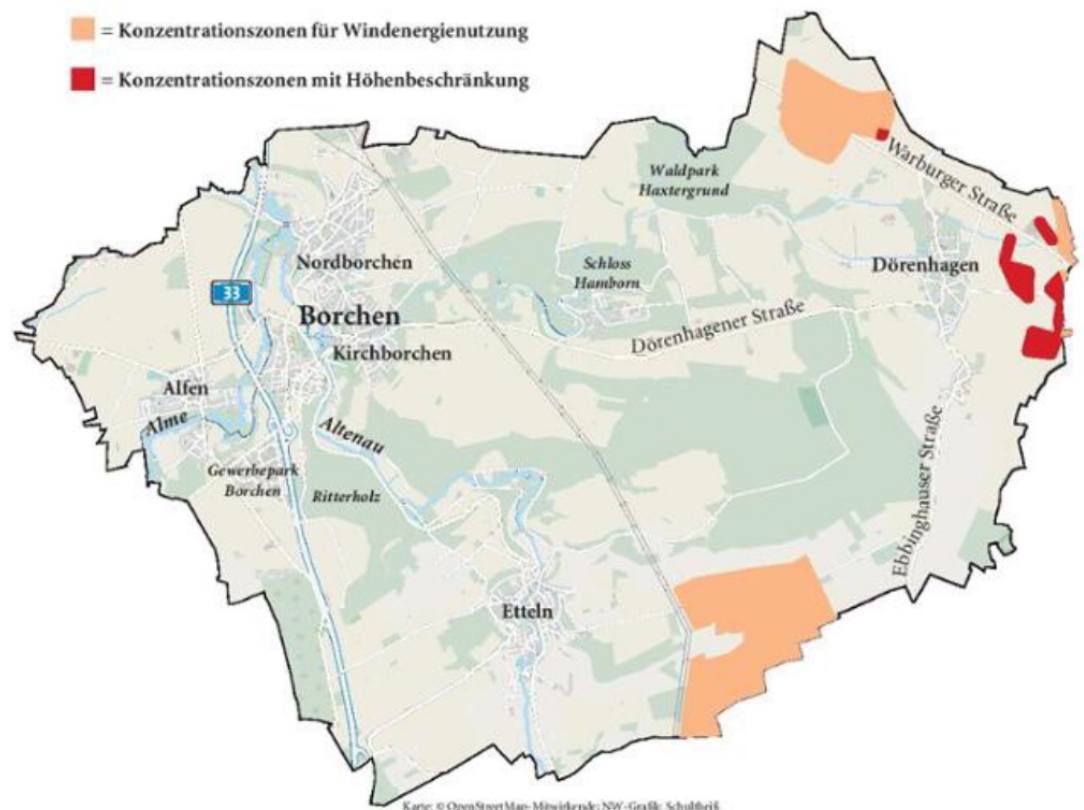 = Konzentrationszonen für Windenergienutzung
= Konzentrationszonen mit Höhenbeschränkung
Waldpark
Haxtergrund
Warburger Straße
Nordborchen
Schloss
Hamborn
Dörenhagen
33
Borchen
Dörenhagener Straße
Kirchborchen
Alfen
Alme
Altenau
Gewerbepark
Borchen
Ritterholz
Ebbinghauser Straße
Etteln
Karte: © OpenStreetMap-Mitwirkende; NW-Grafik: Schultheiß